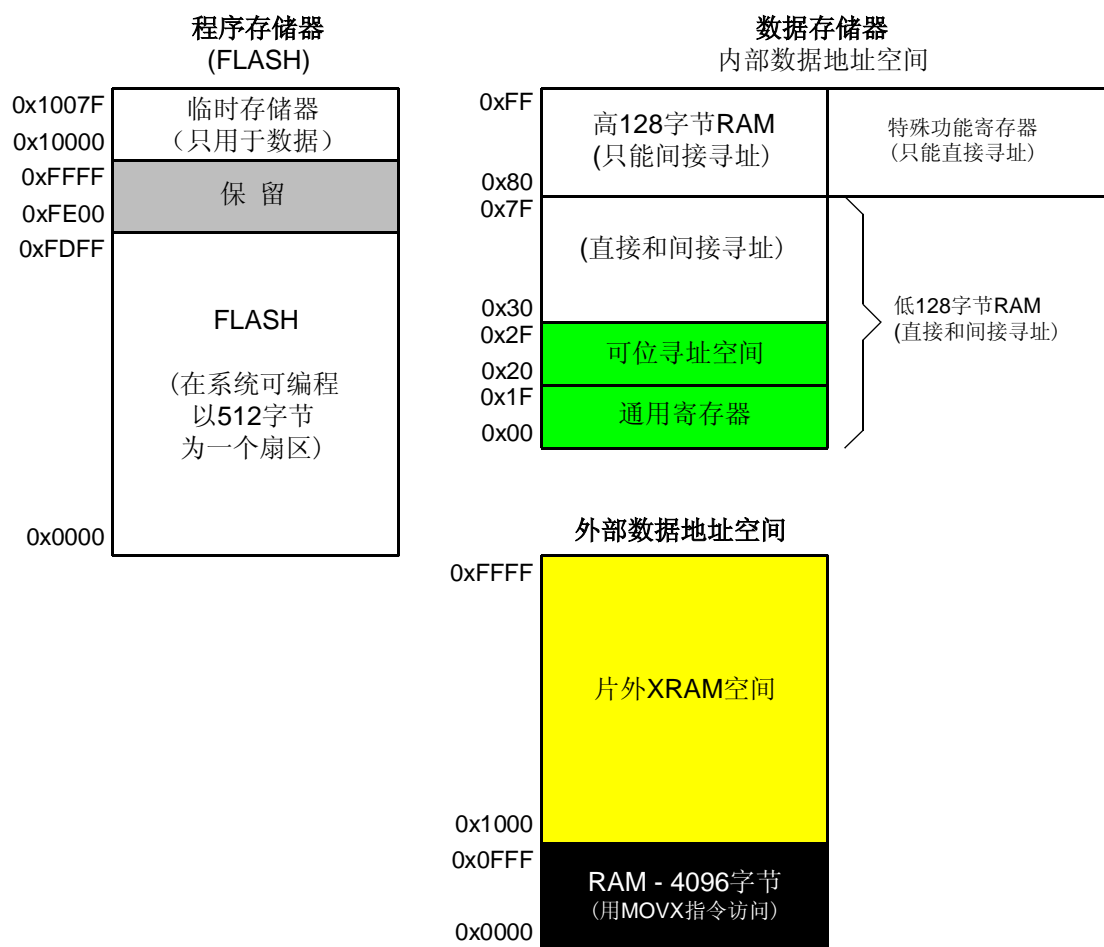 程序存储器
(FLASH)
0x1007F
临时存储器
0x10000
（只用于数据）
0xFFFF
保 留
0xFE00
0xFDFF
FLASH
(在系统可编程
以512字节
为一个扇区)
0x0000
数据存储器
内部数据地址空间
0xFF
高128字节RAM
(只能间接寻址)
0x80
特殊功能寄存器
(只能直接寻址)
0x7F
(直接和间接寻址)
0x30
0x2F
可位寻址空间
0x20
0x1F
通用寄存器
0x00
低128字节RAM
(直接和间接寻址)
外部数据地址空间
0xFFFF
片外XRAM空间
0x1000
0x0FFF
RAM - 4096字节
(用MOVX指令访问)
0x0000